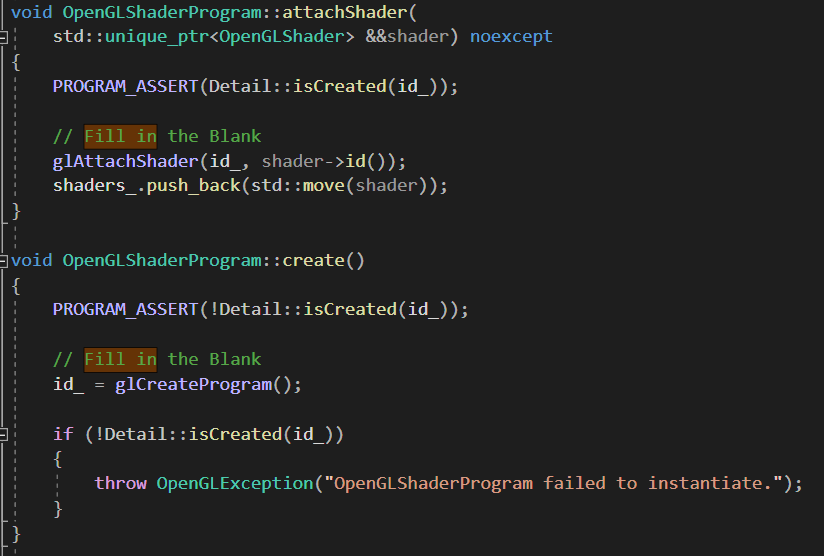 void OpenGLShaderProgram::attachShader(
    std::unique_ptr<OpenGLShader> &&shader) noexcept
{
    PROGRAM_ASSERT(Detail::isCreated(id_));

    // Fill in the Blank
    glAttachShader(id_, shader->id());
    shaders_.push_back(std::move(shader));
}

void OpenGLShaderProgram::create()
{
    PROGRAM_ASSERT(!Detail::isCreated(id_));

    // Fill in the Blank
    id_ = glCreateProgram();

    if (!Detail::isCreated(id_))
    {
        throw OpenGLException("OpenGLShaderProgram failed to instantiate.");
    }
}